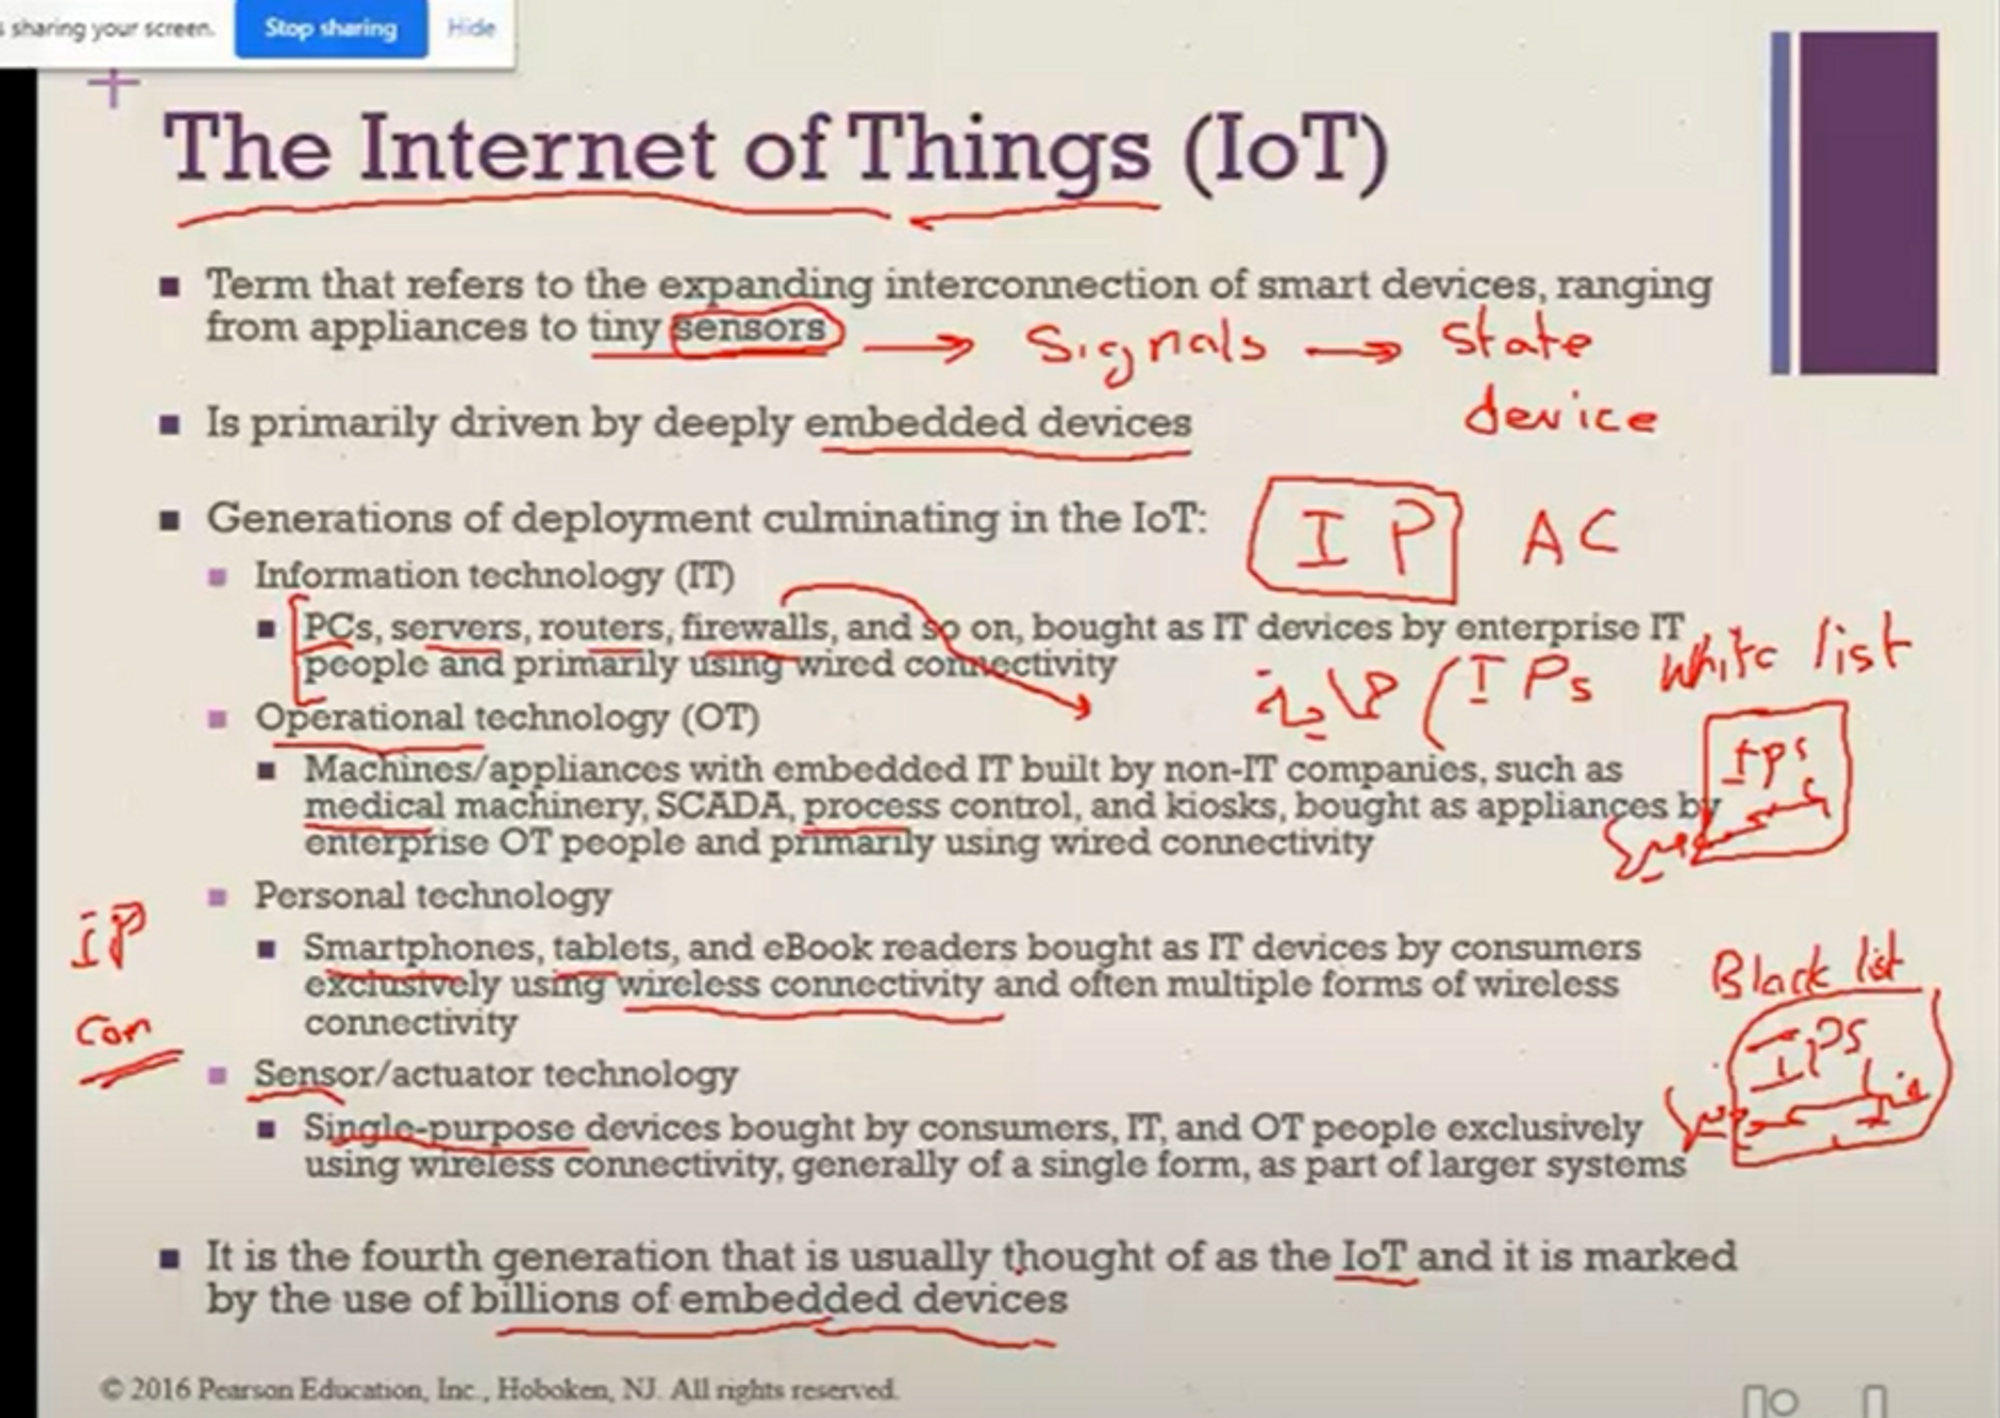 sharing your screen. Stop sharing Hide
The Internet of Things (IoT)
■ Term that refers to the expanding interconnection of smart devices, ranging
from appliances to tiny sensors → Signals → state
device
■ Is primarily driven by deeply embedded devices
■ Generations of deployment culminating in the IoT:
IP AC
■ Information technology (IT)
■ PCs, servers, routers, firewalls, and so on, bought as IT devices by enterprise IT
people and primarily using wired connectivity
IPs white list
■ Operational technology (OT)
IPs
■ Machines/appliances with embedded IT built by non-IT companies, such as
medical machinery, SCADA, process control, and kiosks, bought as appliances by
enterprise OT people and primarily using wired connectivity
■ Personal technology
IP
■ Smartphones, tablets, and eBook readers bought as IT devices by consumers
exclusively using wireless connectivity and often multiple forms of wireless
connectivity
Black list
IPS
con
■ Sensor/actuator technology
■ Single-purpose devices bought by consumers, IT, and OT people exclusively
using wireless connectivity, generally of a single form, as part of larger systems
■ It is the fourth generation that is usually thought of as the IoT and it is marked
by the use of billions of embedded devices
© 2016 Pearson Education, Inc., Hoboken, NJ. All rights reserved.